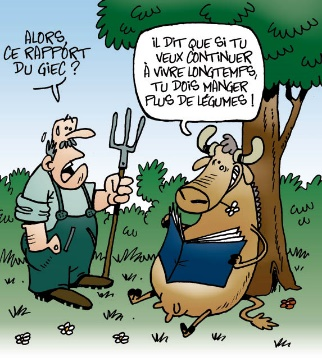 ALORS,
CE RAPPORT
DU GIEC ?
IL DIT QUE SI TU
VEUX CONTINUER
À VIVRE LONGTEMPS,
TU DOIS MANGER
PLUS DE LÉGUMES !